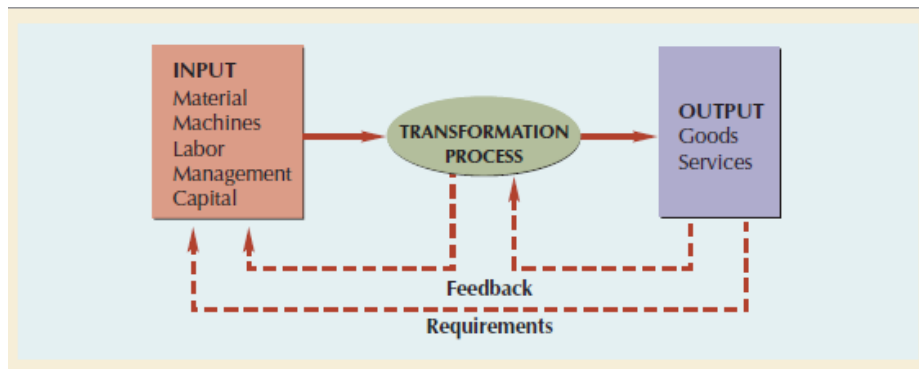 INPUT
Material
Machines
Labor
Management
Capital
TRANSFORMATION
PROCESS
OUTPUT
Goods
Services
Feedback
Requirements